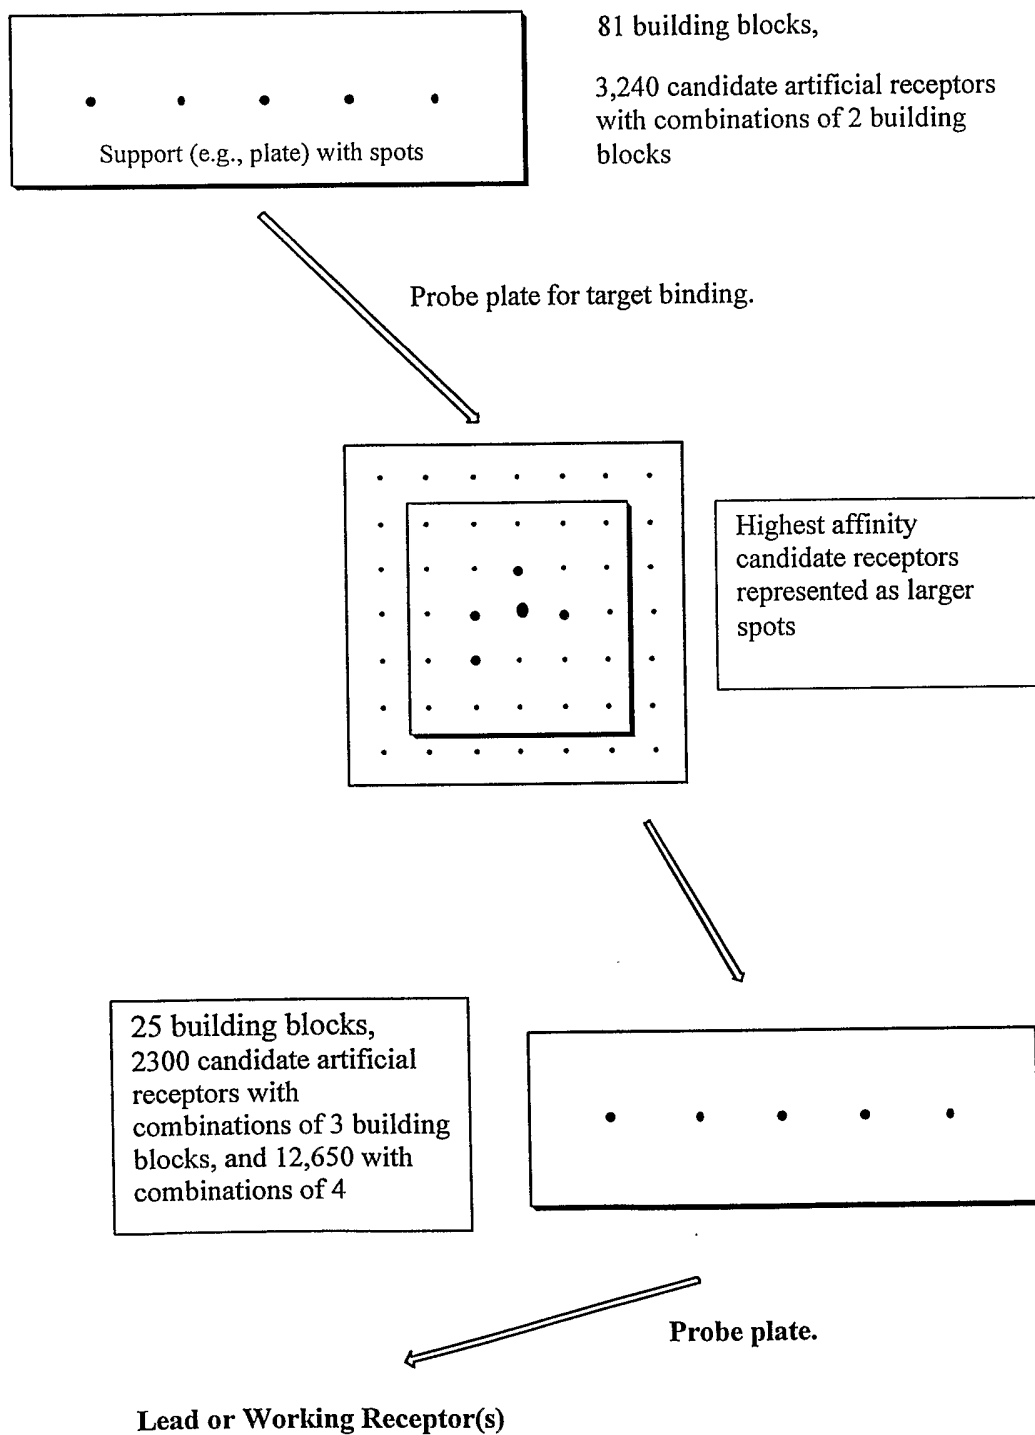 81 building blocks,
3,240 candidate artificial receptors
with combinations of 2 building
blocks
Support (e.g., plate) with spots
Probe plate for target binding.
Highest affinity
candidate receptors
represented as larger
spots
25 building blocks,
2300 candidate artificial
receptors with
combinations of 3 building
blocks, and 12,650 with
combinations of 4
Probe plate.
Lead or Working Receptor(s)